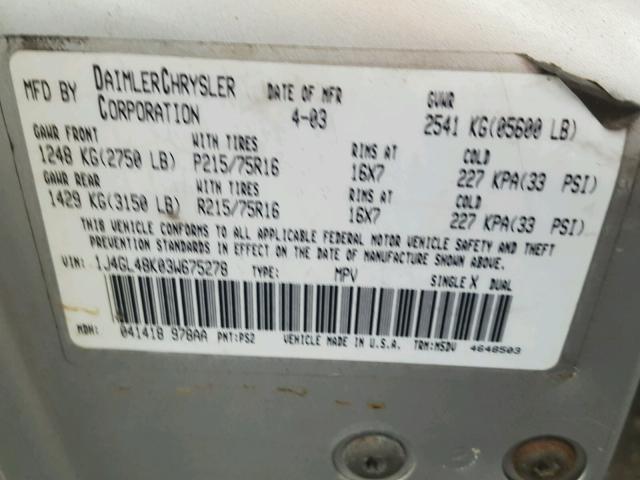 MFD BY DAIMLERCHRYSLER CORPORATION DATE OF MFR 4-03 GVWR 2541 KG(05600 LB)
GAWR FRONT WITH TIRES RIMS AT COLD
1248 KG(2750 LB) P215/75R16 16X7 227 KPA(33 PSI)
GAWR REAR WITH TIRES RIMS AT COLD
1429 KG(3150 LB) R215/75R16 16X7 227 KPA(33 PSI)
THIS VEHICLE CONFORMS TO ALL APPLICABLE FEDERAL MOTOR VEHICLE SAFETY AND THEFT
PREVENTION STANDARDS IN EFFECT ON THE DATE OF MANUFACTURE SHOWN ABOVE.
VIN: 1J4GL48K03W675278 TYPE: MPV SINGLE X DUAL
MDH: 041418 978AA PNT:PS2 VEHICLE MADE IN U.S.A. TRM:M5DV 4648503